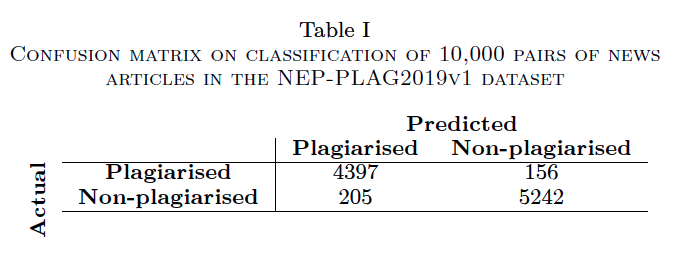 Table I
Confusion matrix on classification of 10,000 pairs of news
articles in the NEP-PLAG2019v1 dataset
Predicted
Plagiarised Non-plagiarised
Actual
Plagiarised 4397 156
Non-plagiarised 205 5242